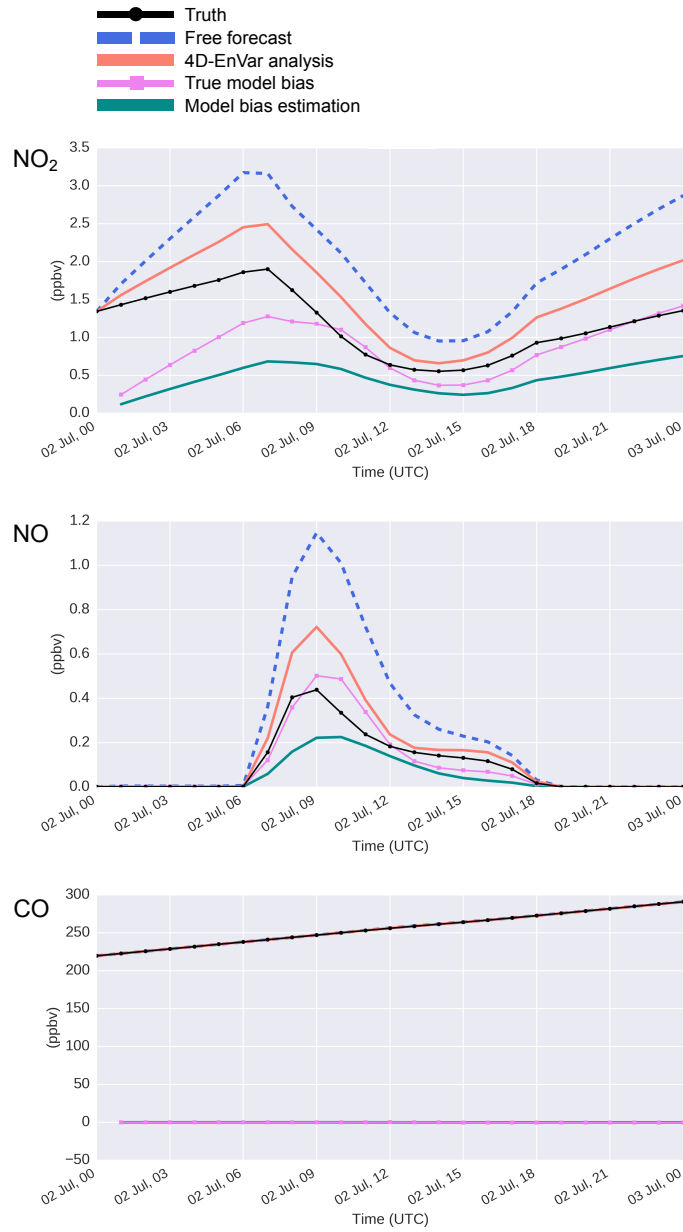 Truth
Free forecast
4D-EnVar analysis
True model bias
Model bias estimation
NO2
3.5
3.0
2.5
2.0
1.5
1.0
0.5
0.0
(ppbv)
02 Jul, 00
02 Jul, 03
02 Jul, 06
02 Jul, 09
02 Jul, 12
02 Jul, 15
02 Jul, 18
02 Jul, 21
03 Jul, 00
Time (UTC)
NO
1.2
1.0
0.8
0.6
0.4
0.2
0.0
(ppbv)
02 Jul, 00
02 Jul, 03
02 Jul, 06
02 Jul, 09
02 Jul, 12
02 Jul, 15
02 Jul, 18
02 Jul, 21
03 Jul, 00
Time (UTC)
CO
300
250
200
150
100
50
0
−50
(ppbv)
02 Jul, 00
02 Jul, 03
02 Jul, 06
02 Jul, 09
02 Jul, 12
02 Jul, 15
02 Jul, 18
02 Jul, 21
03 Jul, 00
Time (UTC)